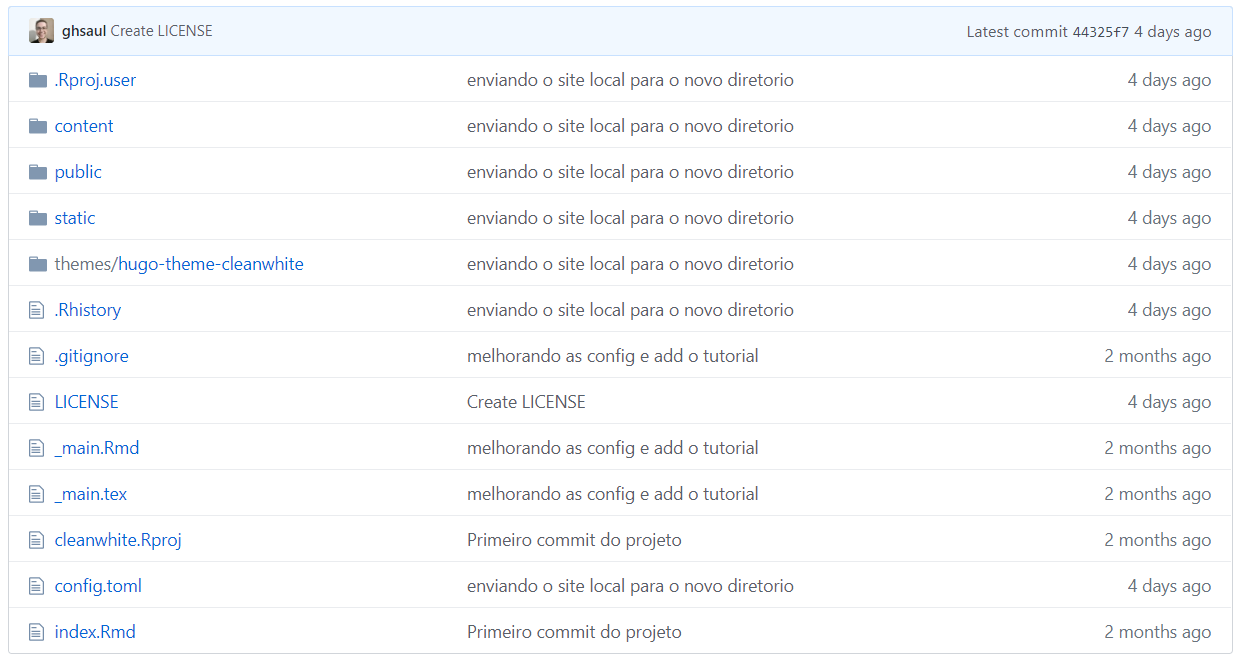 ghsaul Create LICENSE Latest commit 44325f7 4 days ago
.Rproj.user enviando o site local para o novo diretorio 4 days ago
content enviando o site local para o novo diretorio 4 days ago
public enviando o site local para o novo diretorio 4 days ago
static enviando o site local para o novo diretorio 4 days ago
themes/hugo-theme-cleanwhite enviando o site local para o novo diretorio 4 days ago
.Rhistory enviando o site local para o novo diretorio 4 days ago
.gitignore melhorando as config e add o tutorial 2 months ago
LICENSE Create LICENSE 4 days ago
_main.Rmd melhorando as config e add o tutorial 2 months ago
_main.tex melhorando as config e add o tutorial 2 months ago
cleanwhite.Rproj Primeiro commit do projeto 2 months ago
config.toml enviando o site local para o novo diretorio 4 days ago
index.Rmd Primeiro commit do projeto 2 months ago